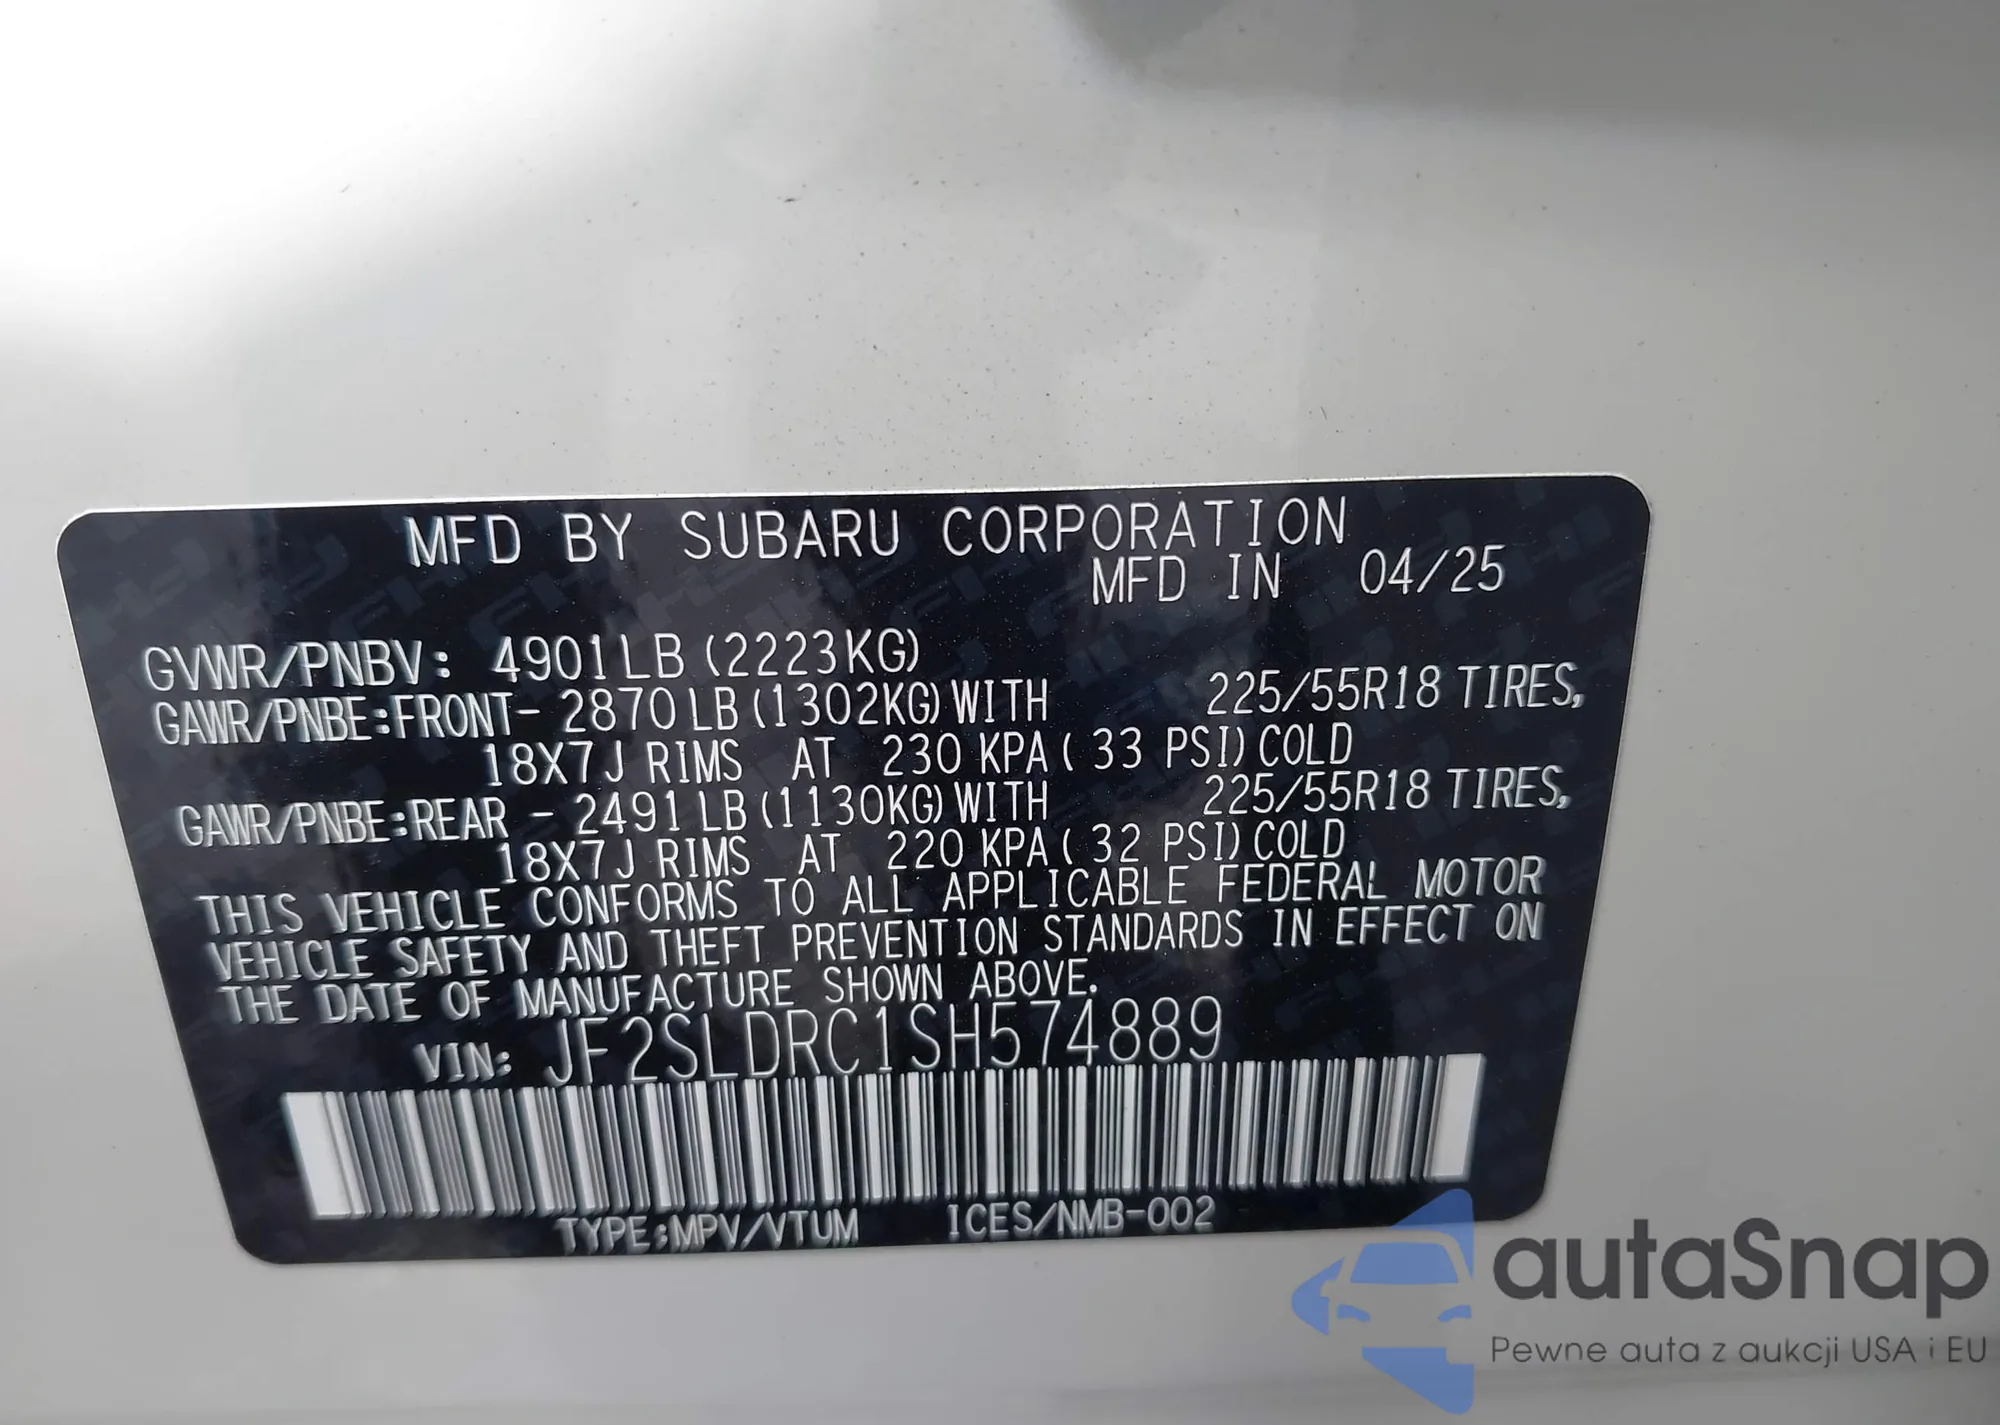 MFD BY SUBARU CORPORATION
MFD IN 04/25
GVWR/PNBV: 4901LB (2223KG)
GAWR/PNBE:FRONT- 2870LB (1302KG) WITH 225/55R18 TIRES,
18X7J RIMS AT 230 KPA ( 33 PSI) COLD
GAWR/PNBE:REAR - 2491LB (1130KG) WITH 225/55R18 TIRES,
18X7J RIMS AT 220 KPA ( 32 PSI) COLD
THIS VEHICLE CONFORMS TO ALL APPLICABLE FEDERAL MOTOR
VEHICLE SAFETY AND THEFT PREVENTION STANDARDS IN EFFECT ON
THE DATE OF MANUFACTURE SHOWN ABOVE.
VIN: JF2SLDRC1SH574889
TYPE:MPV/VTUM ICES/NMB-002
autaSnap
Pewne auta z aukcji USA i EU